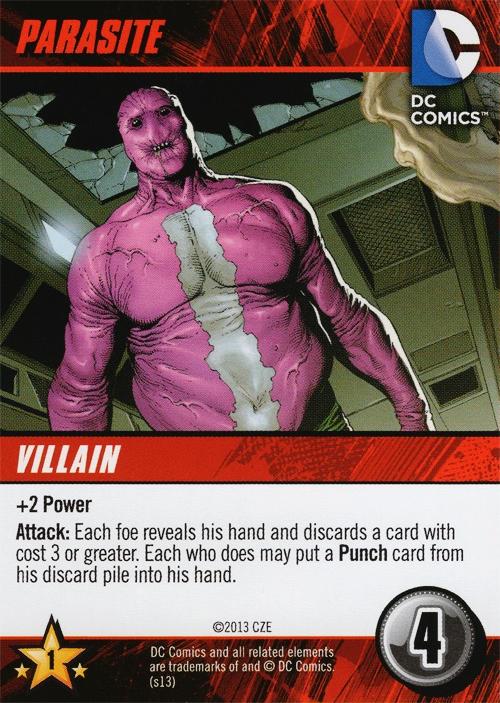 PARASITE
DC
COMICS™
VILLAIN
+2 Power
Attack: Each foe reveals his hand and discards a card with
cost 3 or greater. Each who does may put a Punch card from
his discard pile into his hand.
©2013 CZE
1
DC Comics and all related elements
are trademarks of and © DC Comics.
(s13)
4